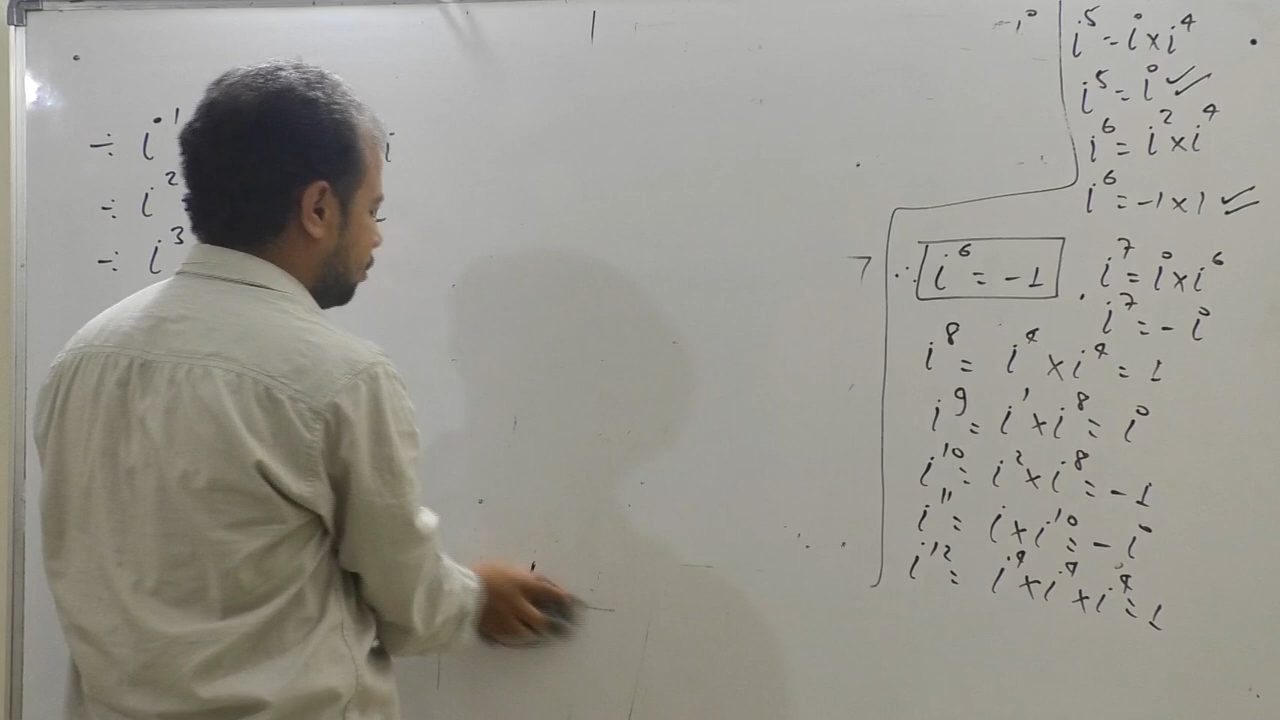 ÷ i¹ i
÷ i²
÷ i³
i⁵ = i × i⁴
i⁵ = i ✓✓
i⁶ = i² × i⁴
i⁶ = -1 × 1 ✓
∴ i⁶ = -1
i⁷ = i × i⁶
i⁷ = - i
i⁸ = i⁴ × i⁴ = 1
i⁹ = i¹ × i⁸ = i
i¹⁰ = i² × i⁸ = -1
i¹¹ = i × i¹⁰ = - i
i¹² = i⁴ × i⁴ × i⁴ = 1